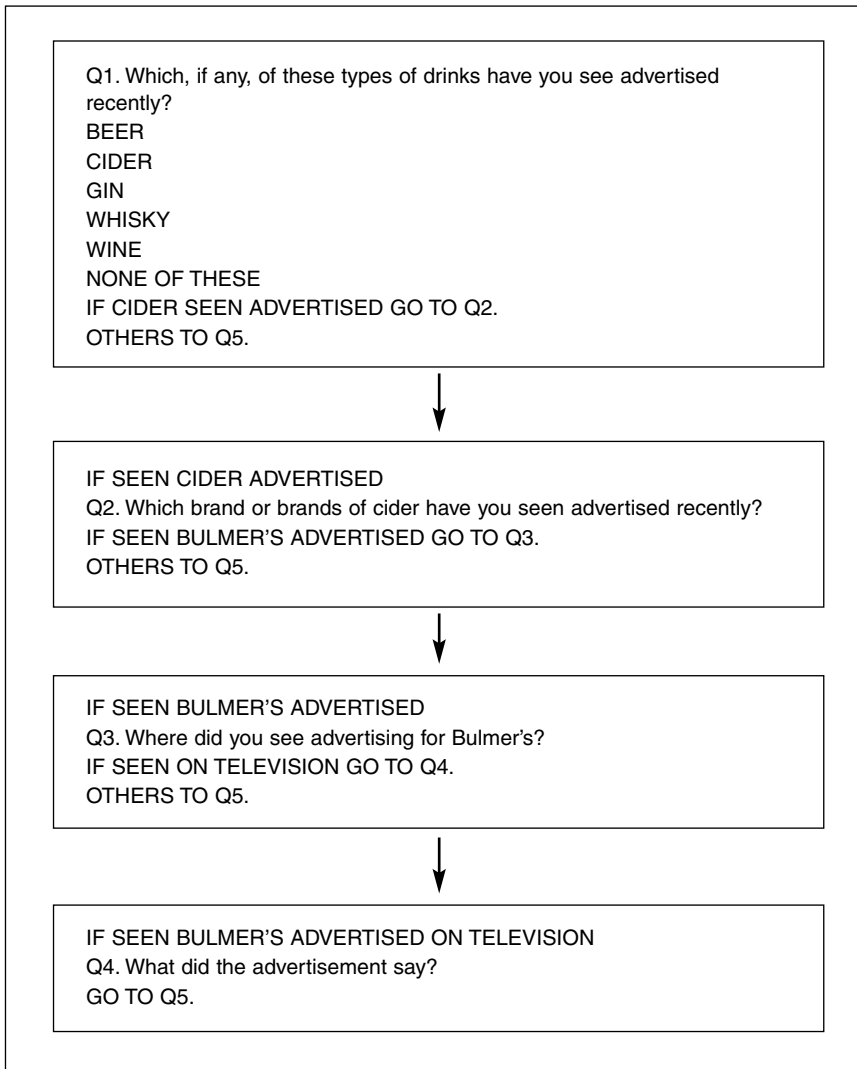 Q1. Which, if any, of these types of drinks have you see advertised
recently?
BEER
CIDER
GIN
WHISKY
WINE
NONE OF THESE
IF CIDER SEEN ADVERTISED GO TO Q2.
OTHERS TO Q5.
IF SEEN CIDER ADVERTISED
Q2. Which brand or brands of cider have you seen advertised recently?
IF SEEN BULMER’S ADVERTISED GO TO Q3.
OTHERS TO Q5.
IF SEEN BULMER’S ADVERTISED
Q3. Where did you see advertising for Bulmer’s?
IF SEEN ON TELEVISION GO TO Q4.
OTHERS TO Q5.
IF SEEN BULMER’S ADVERTISED ON TELEVISION
Q4. What did the advertisement say?
GO TO Q5.